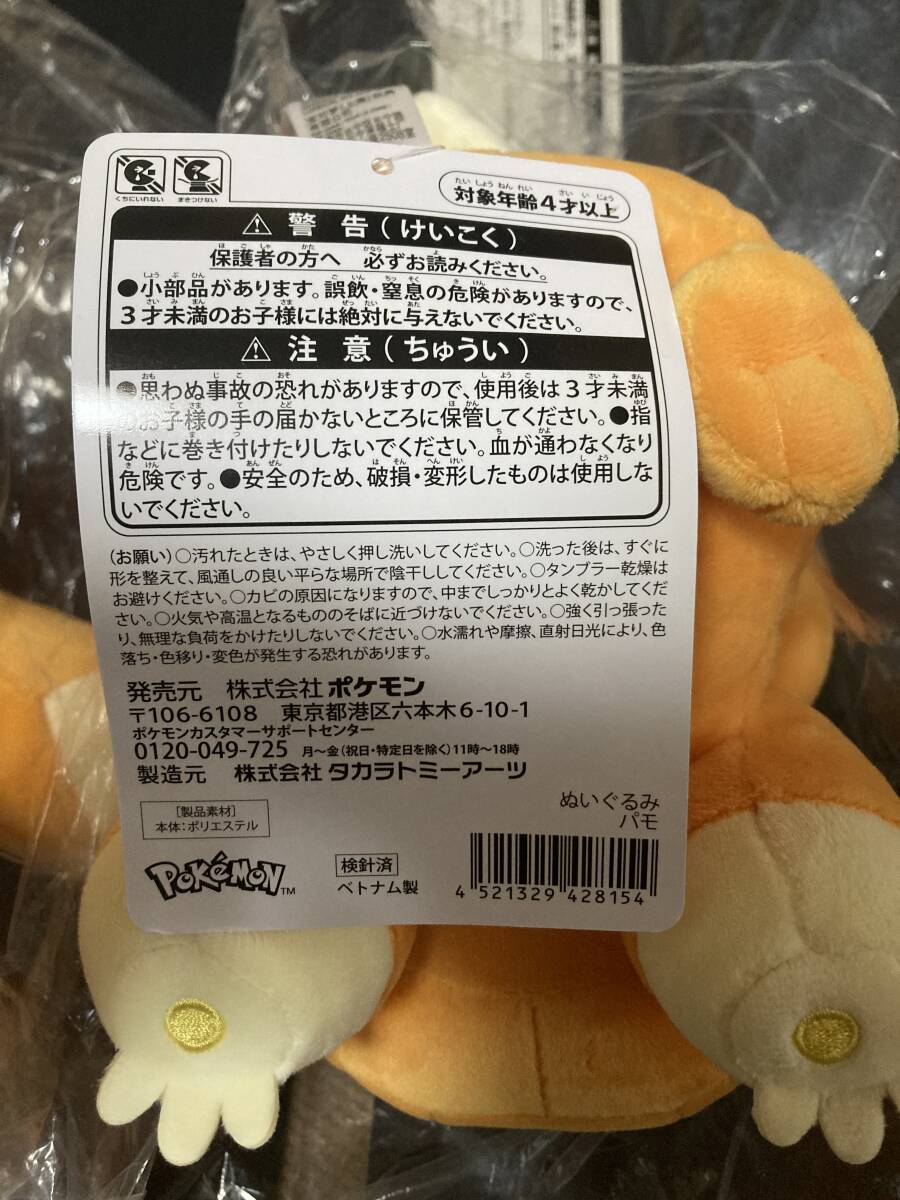 くちにいれない まきつけない
対象年齢4才以上
⚠ 警告(けいこく)
保護者の方へ 必ずお読みください。
●小部品があります。誤飲・窒息の危険がありますので、
3才未満のお子様には絶対に与えないでください。
⚠ 注意(ちゅうい)
●思わぬ事故の恐れがありますので、使用後は3才未満
のお子様の手の届かないところに保管してください。●指
などに巻き付けたりしないでください。血が通わなくなり
危険です。●安全のため、破損・変形したものは使用しな
いでください。
(お願い)○汚れたときは、やさしく押し洗いしてください。○洗った後は、すぐに
形を整えて、風通しの良い平らな場所で陰干ししてください。○タンブラー乾燥は
お避けください。○カビの原因になりますので、中までしっかりとよく乾かしてくだ
さい。○火気や高温となるもののそばに近づけないでください。○強く引っ張った
り、無理な負荷をかけたりしないでください。○水濡れや摩擦、直射日光により、色
落ち・色移り・変色が発生する恐れがあります。
発売元 株式会社ポケモン
〒106-6108 東京都港区六本木6-10-1
ポケモンカスタマーサポートセンター
0120-049-725 月~金(祝日・特定日を除く)11時~18時
製造元 株式会社タカラトミーアーツ
[製品素材]
本体:ポリエステル
ぬいぐるみ
パモ
POKéMON™
検針済
ベトナム製
4 521329 428154